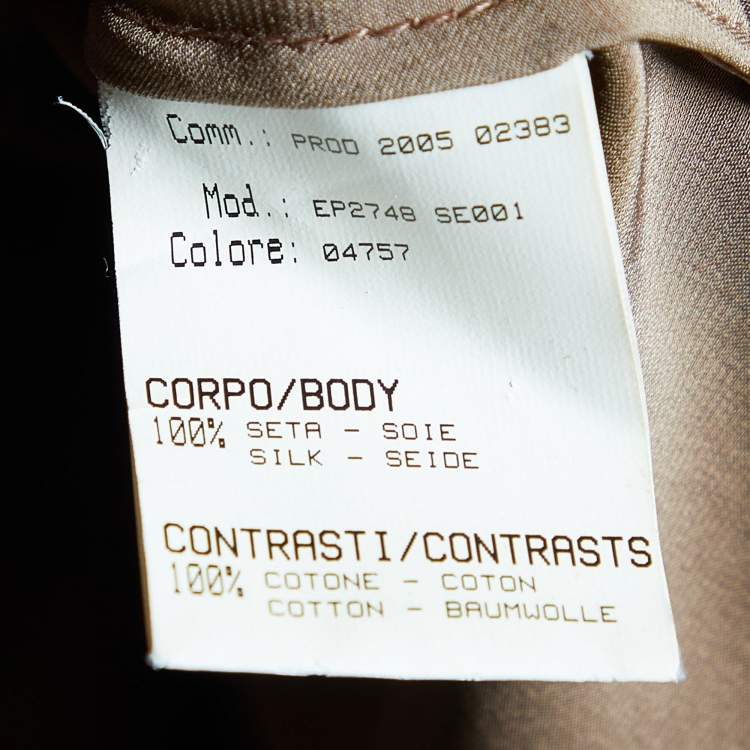 Comm.: PROD 2005 02383
Mod.: EP2748 SE001
Colore: 04757
CORPO/BODY
100% SETA - SOIE
SILK - SEIDE
CONTRASTI/CONTRASTS
100% COTONE - COTON
COTTON - BAUMWOLLE